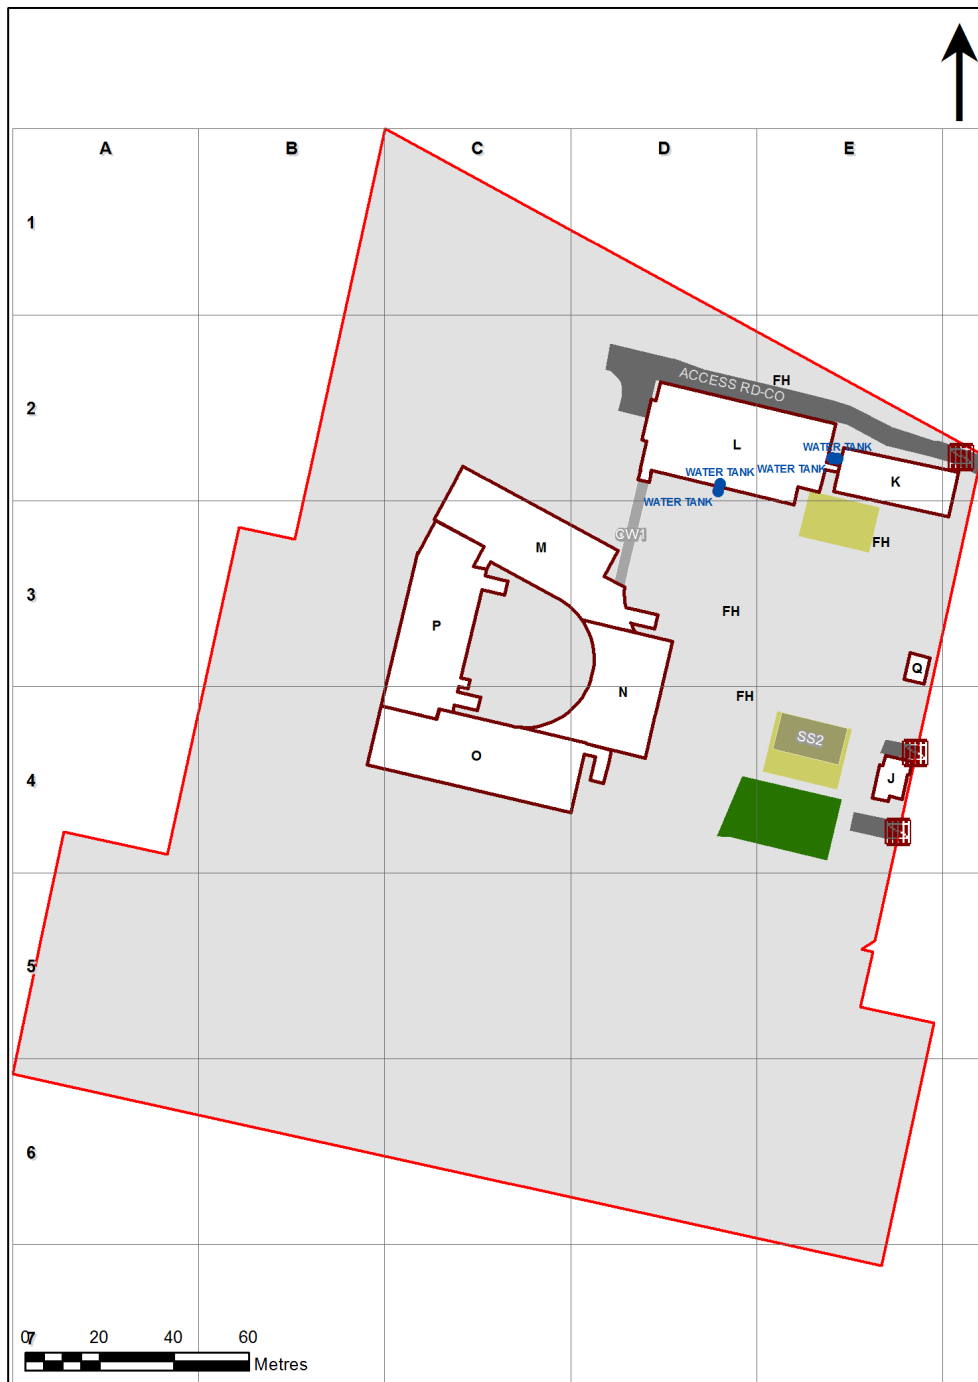 A B C D E
1
2
ACCESS RD-CO
FH
L
WATER TANK
WATER TANK
WATER TANK
K
WATER TANK
CW1
M
FH
3
FH
P
Q
N
FH
SS2
O
4
J
5
6
7
0 20 40 60
Metres